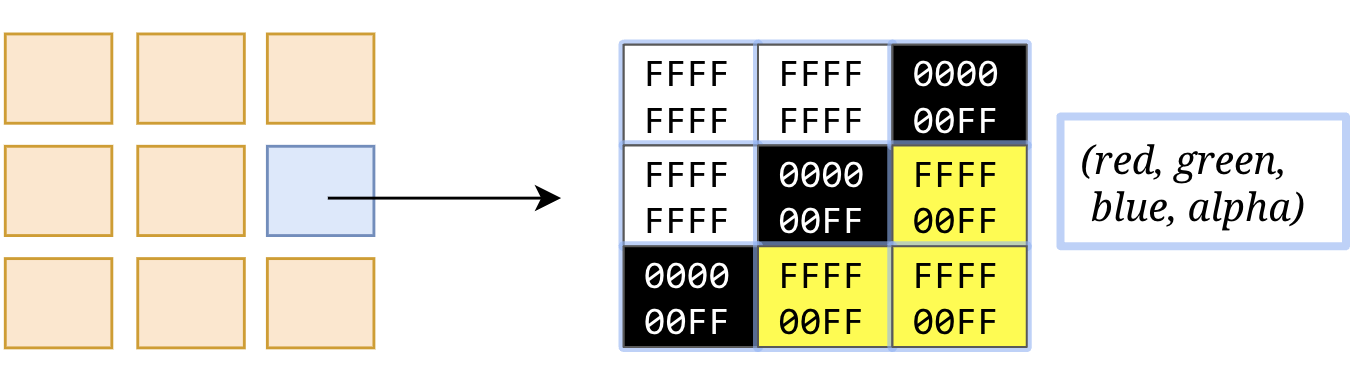 FFFF FFFF 0000
FFFF FFFF 00FF
FFFF 0000 FFFF
FFFF 00FF 00FF
0000 FFFF FFFF
00FF 00FF 00FF
(red, green,
blue, alpha)